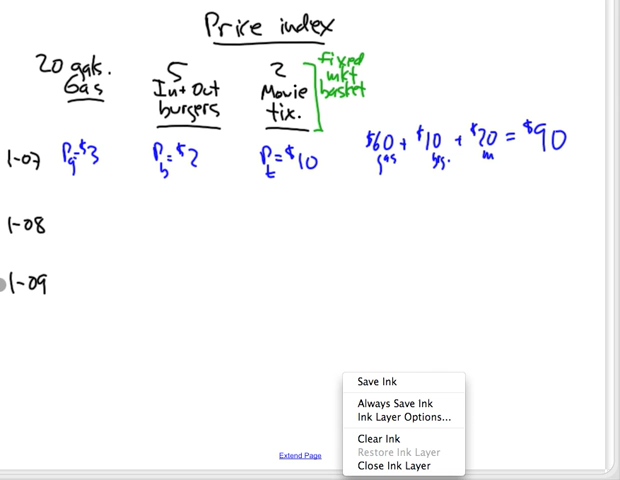 Price index
20 gals. Gas
5 In+Out burgers
2 Movie tix.
fixed mkt basket
1-07 Pg=$3 Pb=$2 Pt=$10 $60 + $10 + $20 = $90
gas bg. m
1-08
1-09
Save Ink
Always Save Ink
Ink Layer Options...
Clear Ink
Restore Ink Layer
Close Ink Layer
Extend Page